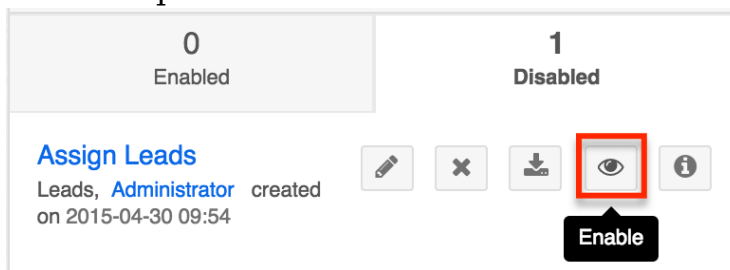 0
Enabled
1
Disabled
Assign Leads
Leads, Administrator created
on 2015-04-30 09:54
Enable